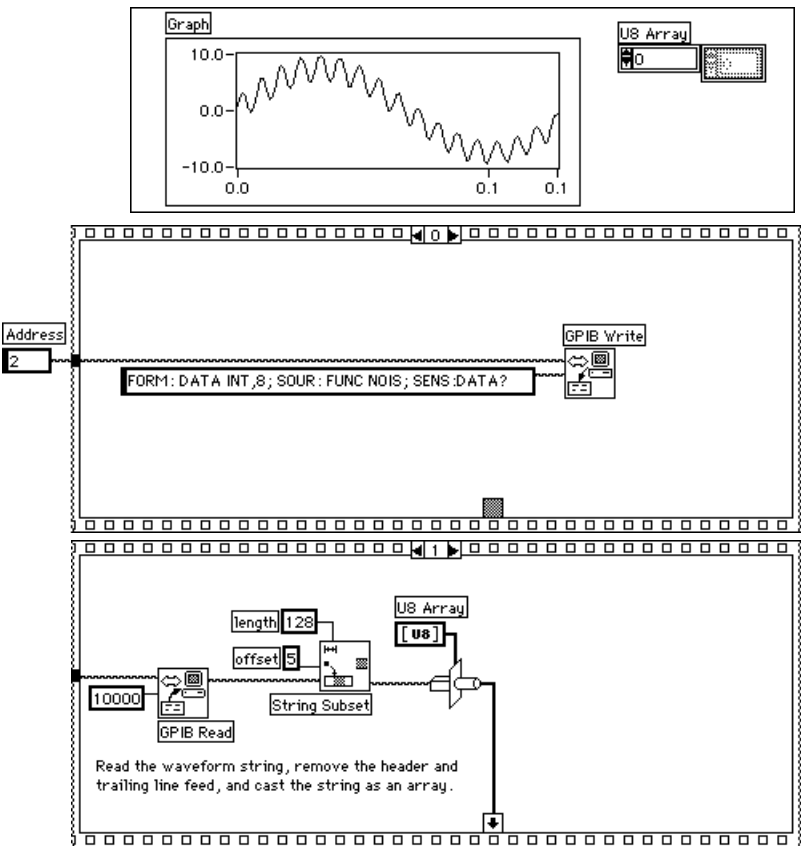 Graph
U8 Array
10.0
0
0.0
-10.0
0.0
0.1
0.1
0
Address
GPIB Write
2
FORM: DATA INT,8; SOUR: FUNC NOIS; SENS:DATA?
1
U8 Array
length 128
[U8]
offset 5
10000
String Subset
GPIB Read
Read the waveform string, remove the header and
trailing line feed, and cast the string as an array.